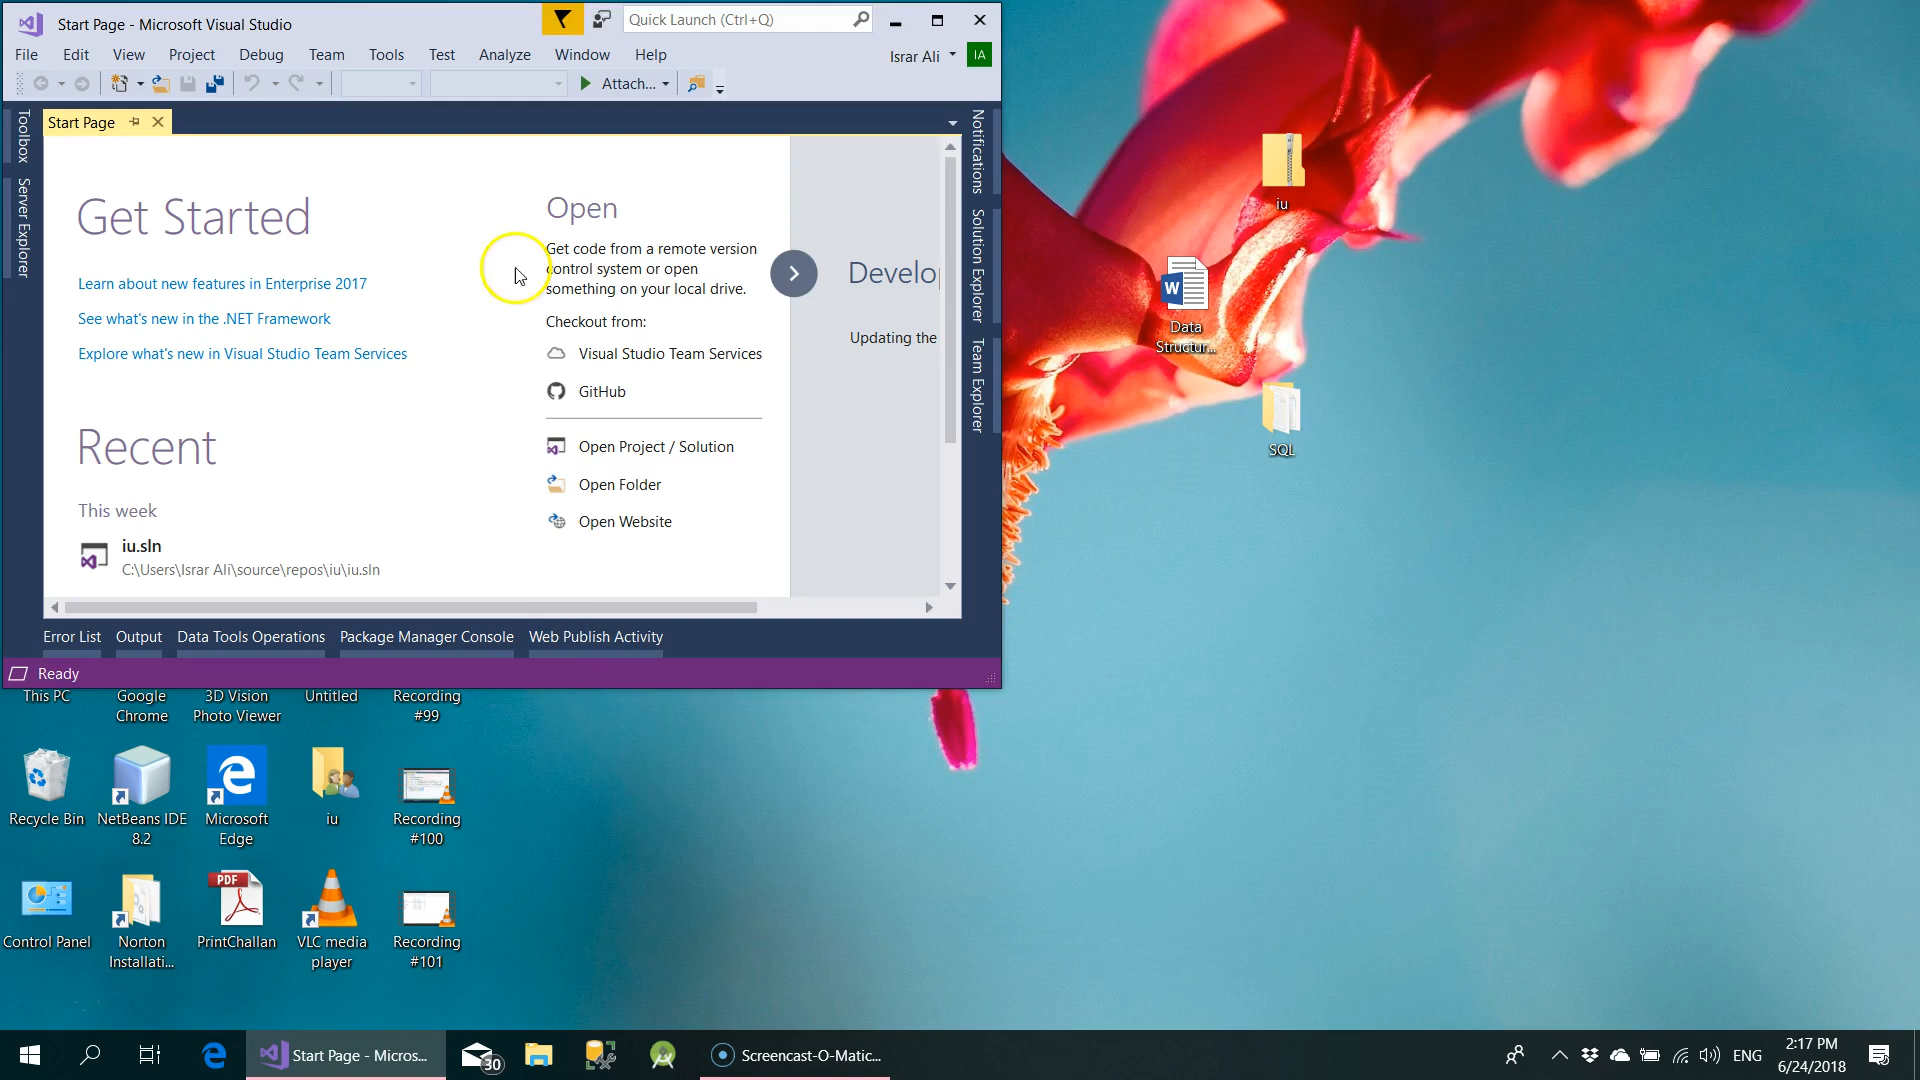 Start Page - Microsoft Visual Studio
Quick Launch (Ctrl+Q)
File Edit View Project Debug Team Tools Test Analyze Window Help
Israr Ali
IA
Attach...
Toolbox
Server Explorer
Start Page
Get Started
Learn about new features in Enterprise 2017
See what's new in the .NET Framework
Explore what's new in Visual Studio Team Services
Recent
This week
iu.sln
C:\Users\Israr Ali\source\repos\iu\iu.sln
Open
Get code from a remote version
control system or open
something on your local drive.
Checkout from:
Visual Studio Team Services
GitHub
Open Project / Solution
Open Folder
Open Website
Develop
Updating the
Notifications
Solution Explorer
Team Explorer
Error List Output Data Tools Operations Package Manager Console Web Publish Activity
Ready
iu
Data
Structur...
SQL
This PC
Google
Chrome
3D Vision
Photo Viewer
Untitled
Recording
#99
Recycle Bin
NetBeans IDE
8.2
Microsoft
Edge
iu
Recording
#100
Control Panel
Norton
Installati...
PDF
PrintChallan
VLC media
player
Recording
#101
Start Page - Micros...
30
Screencast-O-Matic...
ENG
2:17 PM
6/24/2018